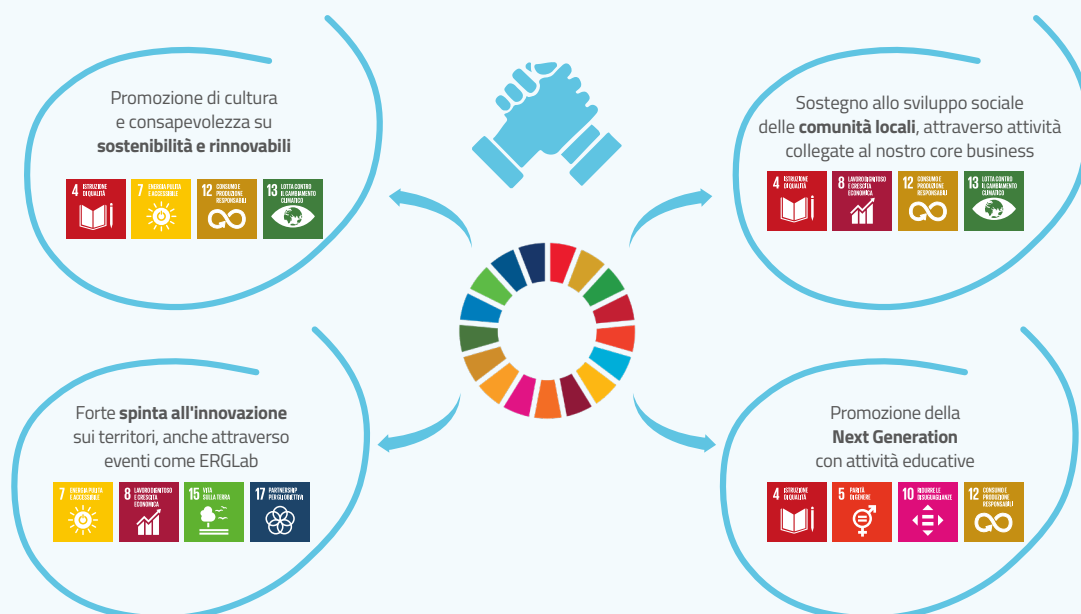 Promozione di cultura
e consapevolezza su
sostenibilità e rinnovabili
4 ISTRUZIONE
DI QUALITÀ
7 ENERGIA PULITA
E ACCESSIBILE
12 CONSUMO E
PRODUZIONE
RESPONSABILI
13 LOTTA CONTRO
IL CAMBIAMENTO
CLIMATICO
Sostegno allo sviluppo sociale
delle comunità locali, attraverso attività
collegate al nostro core business
4 ISTRUZIONE
DI QUALITÀ
8 LAVORO DIGNITOSO
E CRESCITA
ECONOMICA
12 CONSUMO E
PRODUZIONE
RESPONSABILI
13 LOTTA CONTRO
IL CAMBIAMENTO
CLIMATICO
Forte spinta all'innovazione
sui territori, anche attraverso
eventi come ERGLab
7 ENERGIA PULITA
E ACCESSIBILE
8 LAVORO DIGNITOSO
E CRESCITA
ECONOMICA
15 VITA
SULLA TERRA
17 PARTNERSHIP
PER GLI OBIETTIVI
Promozione della
Next Generation
con attività educative
4 ISTRUZIONE
DI QUALITÀ
5 PARITÀ
DI GENERE
10 RIDURRE LE
DISUGUAGLIANZE
12 CONSUMO E
PRODUZIONE
RESPONSABILI